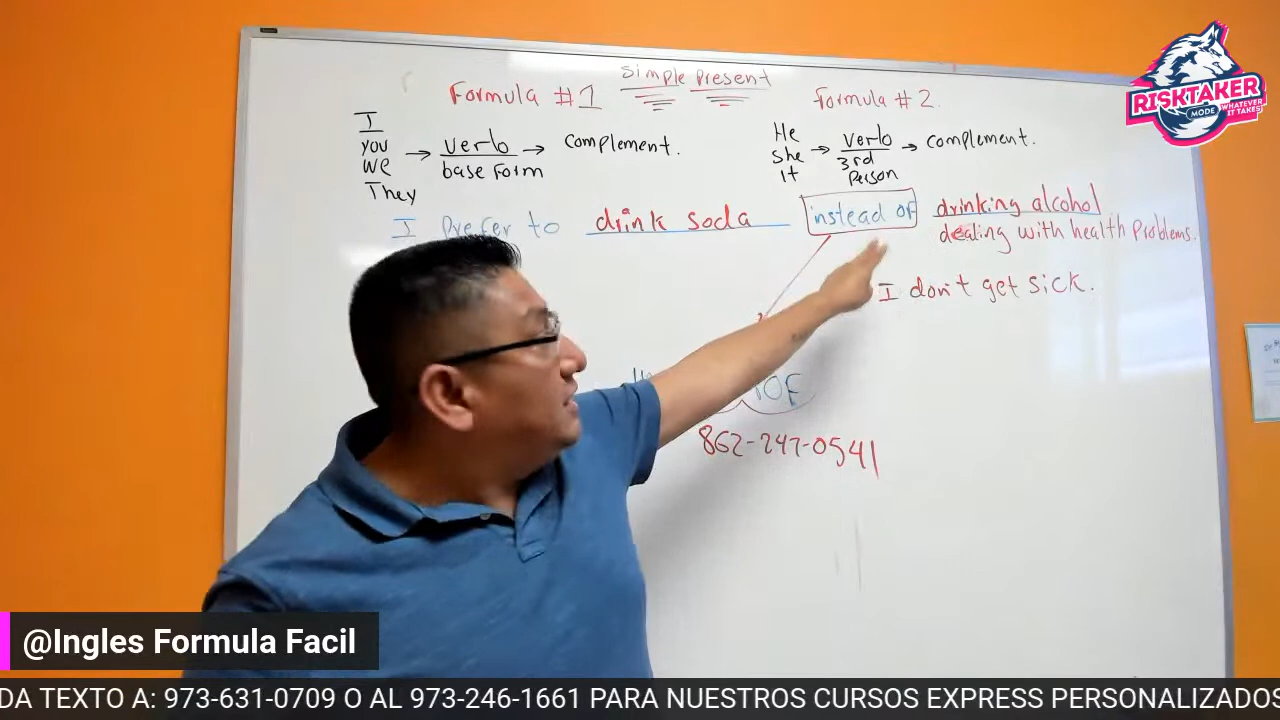 simple present
Formula #1
Formula # 2.
I
you
we
They
verbo
base Form
complement.
He
she
it
verbo
3rd
Person
complement.
I prefer to drink soda instead of drinking alcohol
dealing with health problems.
I don't get sick.
OF
862-247-0541
RISKTAKER
MODE
WHATEVER
IT TAKES
@Ingles Formula Facil
DA TEXTO A: 973-631-0709 O AL 973-246-1661 PARA NUESTROS CURSOS EXPRESS PERSONALIZADOS